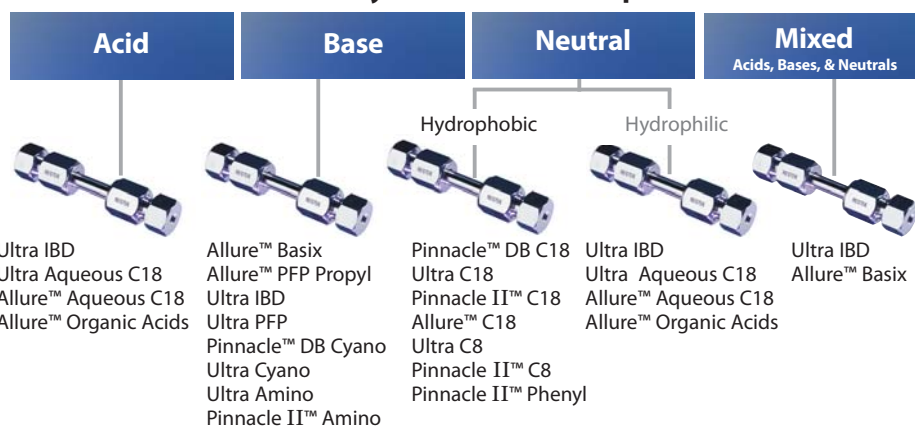 Acid
Base
Neutral
Mixed
Acids, Bases, & Neutrals
Hydrophobic
Hydrophilic
Ultra IBD
Ultra Aqueous C18
Allure™ Aqueous C18
Allure™ Organic Acids
Allure™ Basix
Allure™ PFP Propyl
Ultra IBD
Ultra PFP
Pinnacle™ DB Cyano
Ultra Cyano
Ultra Amino
Pinnacle II™ Amino
Pinnacle™ DB C18
Ultra C18
Pinnacle II™ C18
Allure™ C18
Ultra C8
Pinnacle II™ C8
Pinnacle II™ Phenyl
Ultra IBD
Ultra Aqueous C18
Allure™ Aqueous C18
Allure™ Organic Acids
Ultra IBD
Allure™ Basix